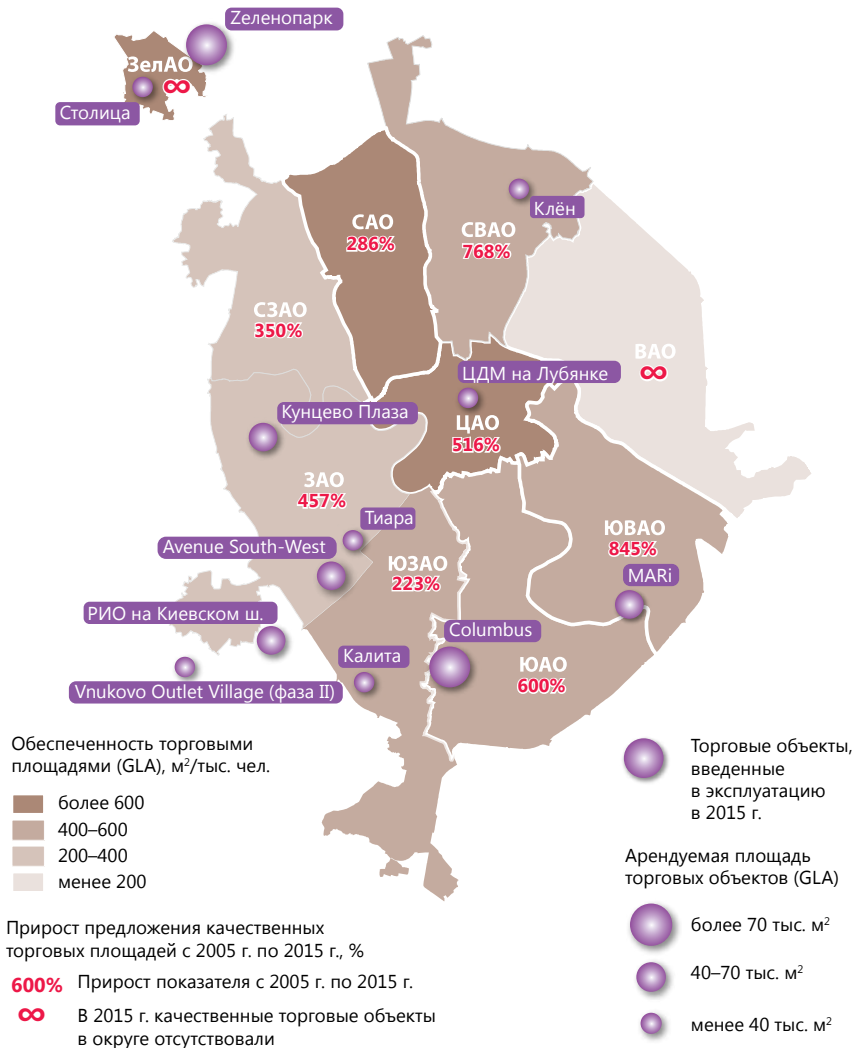 Zеленопарк
ЗелАО
∞
Столица
САО
286%
Клён
СВАО
768%
СЗАО
350%
ВАО
∞
ЦДМ на Лубянке
Кунцево Плаза
ЦАО
516%
ЗАО
457%
Тиара
ЮВАО
845%
Avenue South-West
ЮЗАО
223%
MARi
РИО на Киевском ш.
Columbus
Калита
ЮАО
600%
Vnukovo Outlet Village (фаза II)
Обеспеченность торговыми
площадями (GLA), м²/тыс. чел.
более 600
400–600
200–400
менее 200
Прирост предложения качественных
торговых площадей с 2005 г. по 2015 г., %
600% Прирост показателя с 2005 г. по 2015 г.
∞ В 2015 г. качественные торговые объекты
в округе отсутствовали
Торговые объекты,
введенные
в эксплуатацию
в 2015 г.
Арендуемая площадь
торговых объектов (GLA)
более 70 тыс. м²
40–70 тыс. м²
менее 40 тыс. м²